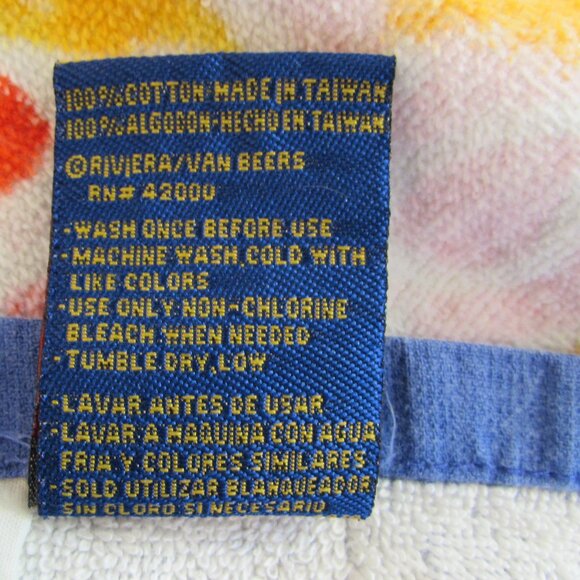 100% COTTON-MADE IN TAIWAN
100% ALGODON-HECHO EN TAIWAN
©RIVIERA/VAN BEERS
RN# 42000
-WASH ONCE BEFORE USE
-MACHINE WASH,COLD WITH
LIKE COLORS
-USE ONLY NON-CHLORINE
BLEACH WHEN NEEDED
-TUMBLE DRY,LOW
-LAVAR ANTES DE USAR
-LAVAR A MAQUINA CON AGUA
FRIA Y COLORES SIMILARES
-SOLO UTILIZAR BLANQUEADOR
SIN CLORO SI NECESARIO